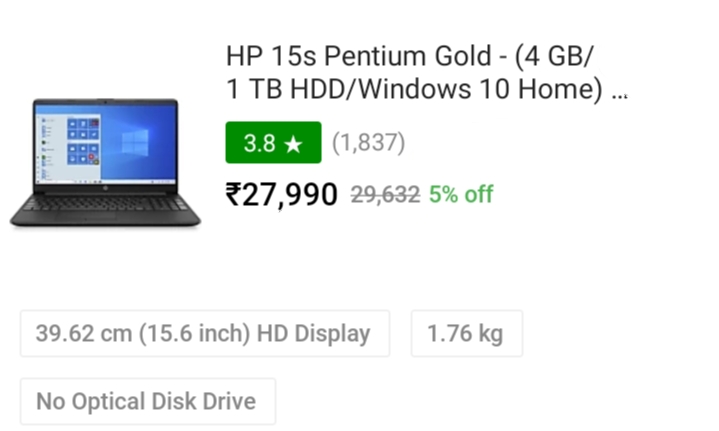 HP 15s Pentium Gold - (4 GB/
1 TB HDD/Windows 10 Home) ...
3.8 ★ (1,837)
₹27,990 29,632 5% off
39.62 cm (15.6 inch) HD Display 1.76 kg
No Optical Disk Drive